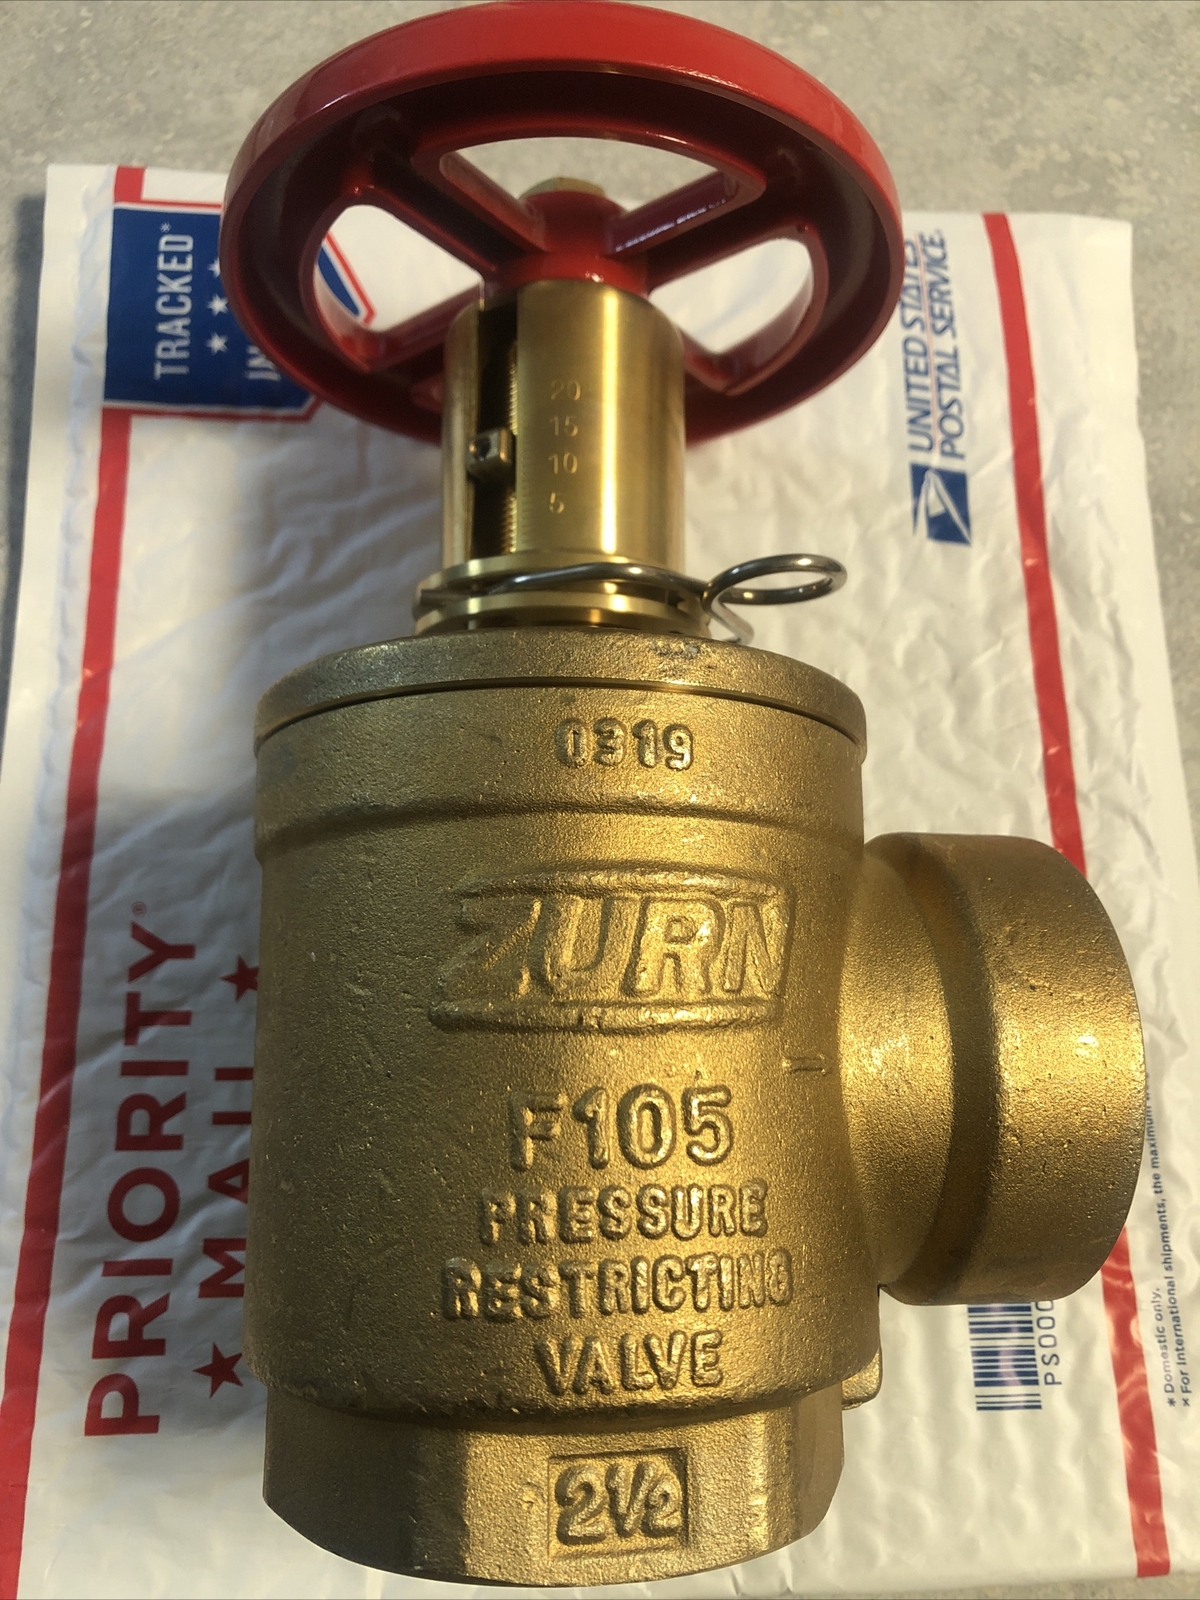 TRACKED*
UNITED STATES
POSTAL SERVICE
20
15
10
5
0319
ZURN
F105
PRESSURE
RESTRICTING
VALVE
2½
PRIORITY®
★ MAIL ★
PS000
* Domestic only.
× For international shipments, the maximum